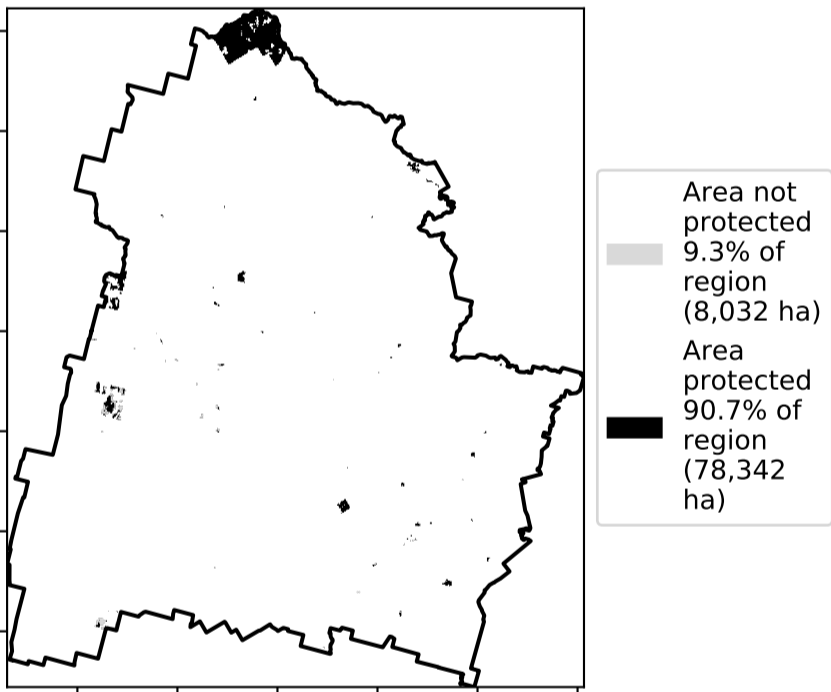 Area not
protected
9.3% of
region
(8,032 ha)
Area
protected
90.7% of
region
(78,342
ha)